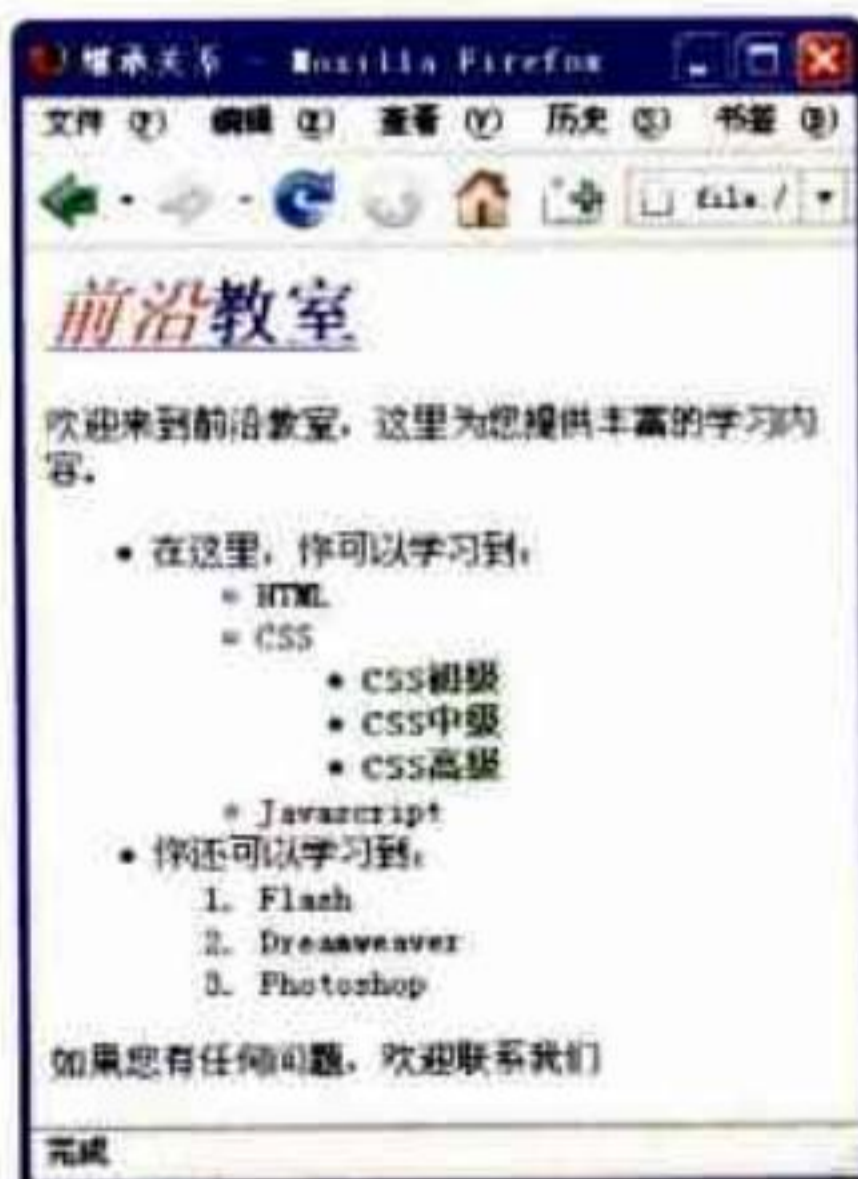 继承关系 - Mozilla Firefox
文件(F) 编辑(E) 查看(V) 历史(S) 书签(B)
file:/
前沿教室
欢迎来到前沿教室，这里为您提供丰富的学习内
容。
• 在这里，你可以学习到：
○ HTML
○ CSS
▪ CSS初级
▪ CSS中级
▪ CSS高级
○ Javascript
• 你还可以学习到：
1. Flash
2. Dreamweaver
3. Photoshop
如果您有任何问题，欢迎联系我们
完成